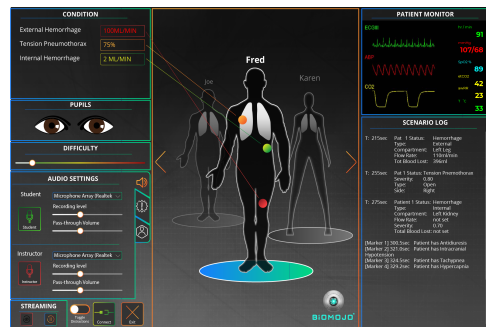 CONDITION
External Hemorrhage
100ML/MIN
Tension Pneumothorax
75%
Internal Hemorrhage
2 ML/MIN
PUPILS
DIFFICULTY
AUDIO SETTINGS
Student
Microphone Array (Realtek
Recording level
Pass-through Volume
Student
Instructor
Microphone Array (Realtek
Recording level
Pass-through Volume
Instructor
STREAMING
Toggle
Connect
Exit
Joe
Fred
Karen
BIOMOJO
PATIENT MONITOR
ECG
91
ABP
107/68
89
CO2
42
23
33
SCENARIO LOG
T: 215sec Pat 1 Status: Hemorrhage
Type: External
Compartment: Left Leg
Flow Rate: 110ml/min
Tot Blood Lost: 396ml
T: 255sec Pat 1 Status: Tension Pnemothorax
Severity: 0.80
Type: Open
Side: Right
T: 275sec Patient 1 Status: Hemorrhage
Type: Internal
Compartment: Left Kidney
Flow Rate: not set
Severity: 0.70
Total Blood Lost: not set
[Marker 1] 300.5sec Patient has Antidiuresis
[Marker 2] 321.0sec Patient has Intracranial
Hypotension
[Marker 3] 324.5sec Patient has Tachypnea
[Marker 4] 329.2sec Patient has Hypercapnia